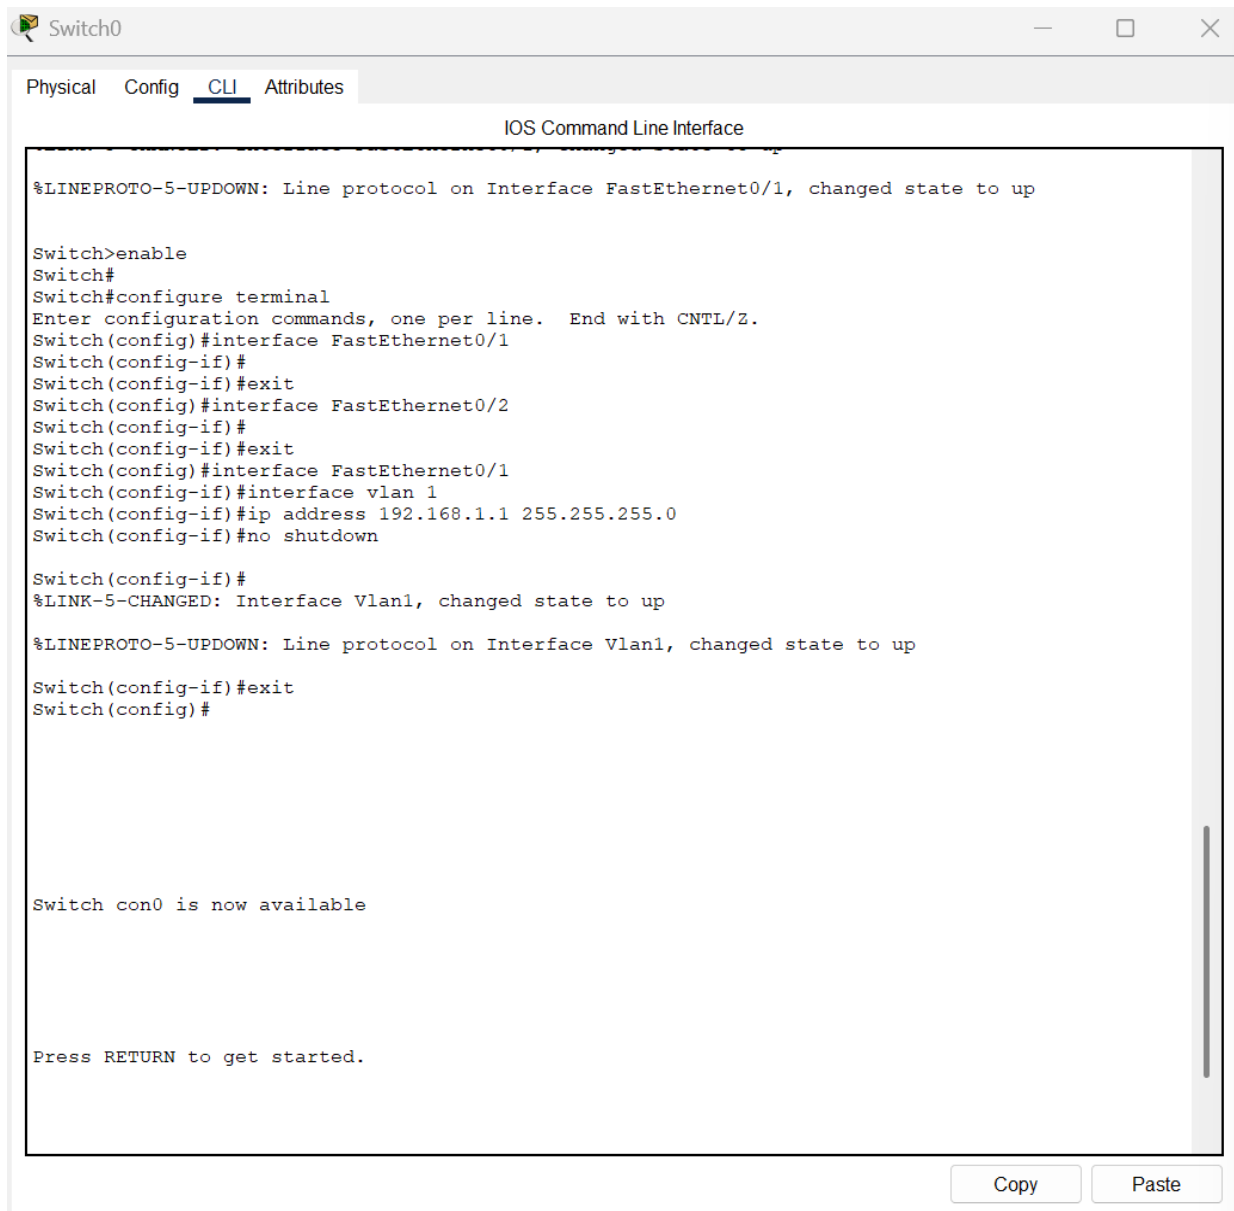 Switch0
Physical Config CLI Attributes
IOS Command Line Interface
%LINEPROTO-5-UPDOWN: Line protocol on Interface FastEthernet0/1, changed state to up
Switch>enable
Switch#
Switch#configure terminal
Enter configuration commands, one per line.  End with CNTL/Z.
Switch(config)#interface FastEthernet0/1
Switch(config-if)#
Switch(config-if)#exit
Switch(config)#interface FastEthernet0/2
Switch(config-if)#
Switch(config-if)#exit
Switch(config)#interface FastEthernet0/1
Switch(config-if)#interface vlan 1
Switch(config-if)#ip address 192.168.1.1 255.255.255.0
Switch(config-if)#no shutdown
Switch(config-if)#
%LINK-5-CHANGED: Interface Vlan1, changed state to up
%LINEPROTO-5-UPDOWN: Line protocol on Interface Vlan1, changed state to up
Switch(config-if)#exit
Switch(config)#
Switch con0 is now available
Press RETURN to get started.
Copy Paste